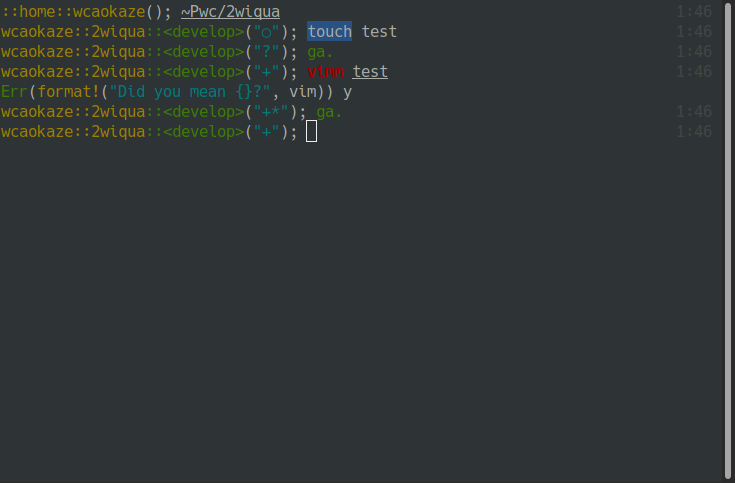 ::home::wcaokaze(); ~Pwc/2wiqua 1:46
wcaokaze::2wiqua::<develop>("○"); touch test 1:46
wcaokaze::2wiqua::<develop>("?"); ga. 1:46
wcaokaze::2wiqua::<develop>("+"); vimm test 1:46
Err(format!("Did you mean {}?", vim)) y
wcaokaze::2wiqua::<develop>("+*"); ga. 1:46
wcaokaze::2wiqua::<develop>("+"); 1:46